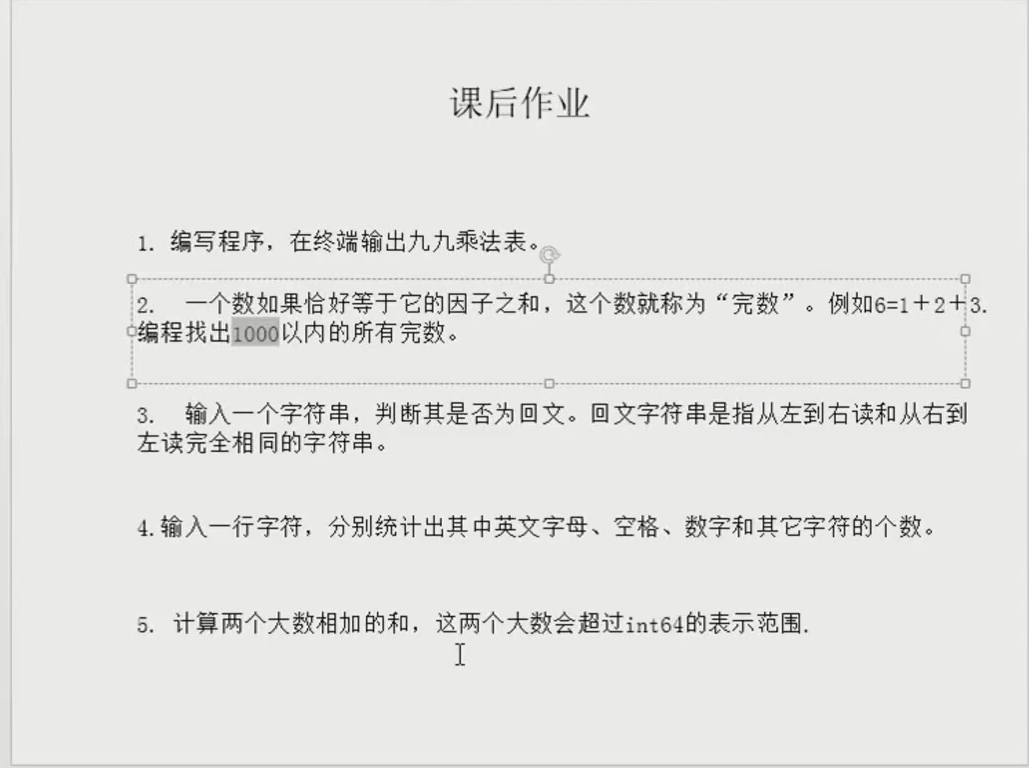 课后作业
1. 编写程序，在终端输出九九乘法表。
2. 一个数如果恰好等于它的因子之和，这个数就称为“完数”。例如6=1＋2＋3.
编程找出1000以内的所有完数。
3. 输入一个字符串，判断其是否为回文。回文字符串是指从左到右读和从右到
左读完全相同的字符串。
4.输入一行字符，分别统计出其中英文字母、空格、数字和其它字符的个数。
5. 计算两个大数相加的和，这两个大数会超过int64的表示范围.